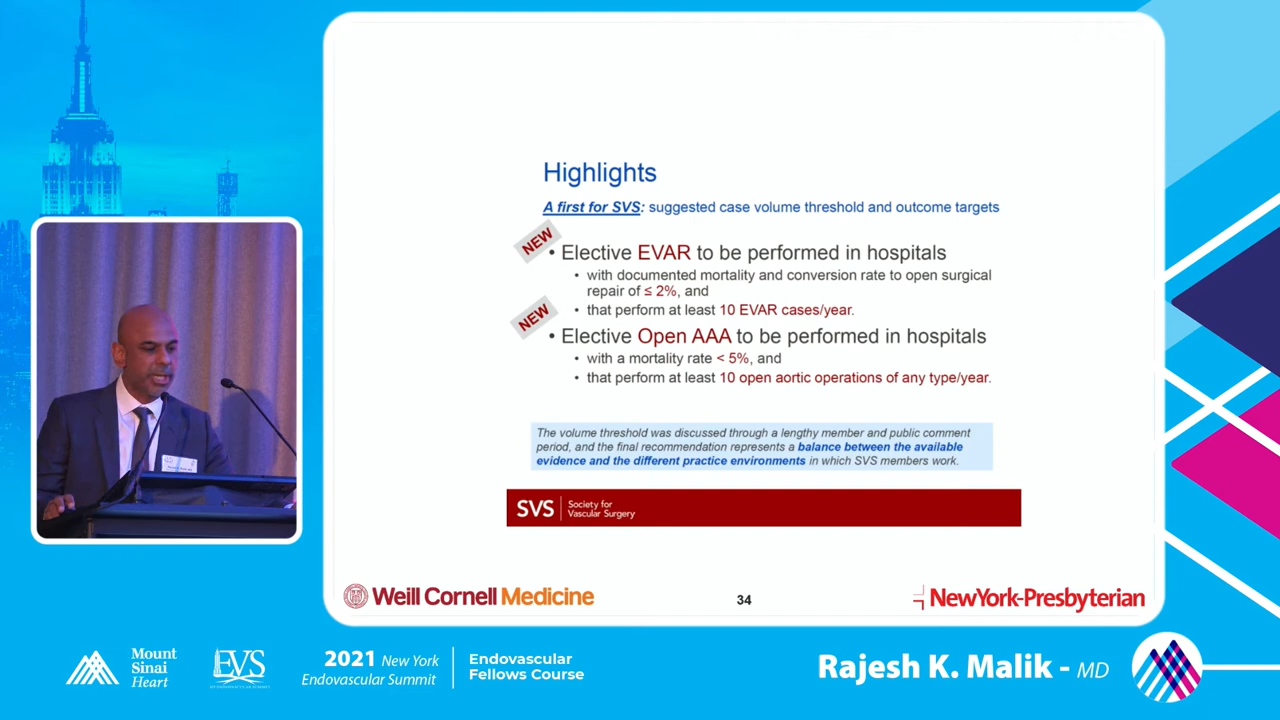 Highlights
A first for SVS: suggested case volume threshold and outcome targets
NEW
• Elective EVAR to be performed in hospitals
• with documented mortality and conversion rate to open surgical
repair of ≤ 2%, and
• that perform at least 10 EVAR cases/year.
NEW
• Elective Open AAA to be performed in hospitals
• with a mortality rate < 5%, and
• that perform at least 10 open aortic operations of any type/year.
The volume threshold was discussed through a lengthy member and public comment
period, and the final recommendation represents a balance between the available
evidence and the different practice environments in which SVS members work.
SVS
Society for
Vascular Surgery
Weill Cornell Medicine
34
NewYork-Presbyterian
Mount
Sinai
Heart
EVS
2021 New York
Endovascular Summit
Endovascular
Fellows Course
Rajesh K. Malik - MD